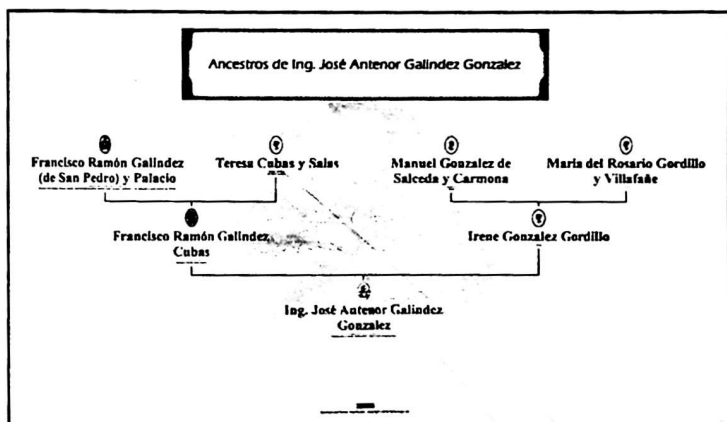 Ancestros de Ing. José Antenor Galindez Gonzalez
Francisco Ramón Galindez
(de San Pedro) y Palacio
Teresa Cubas y Salas
Manuel Gonzalez de
Salceda y Carmona
María del Rosario Gordillo
y Villafañe
Francisco Ramón Galindez
Cubas
Irene Gonzalez Gordillo
Ing. José Antenor Galindez
Gonzalez